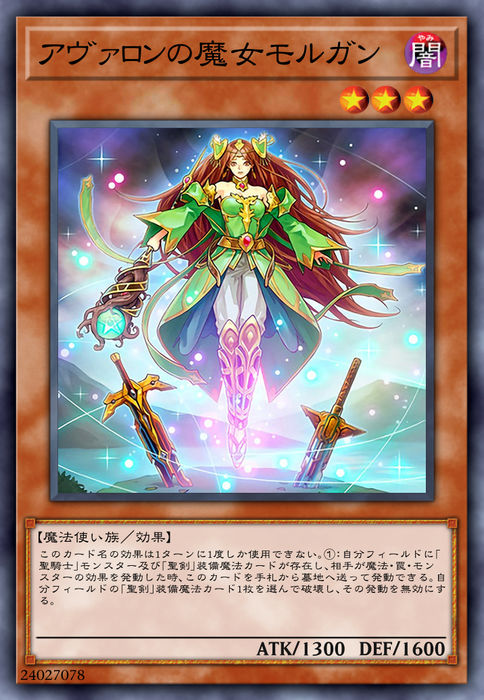 アヴァロンの魔女モルガン
やみ
闇
【魔法使い族／効果】
このカード名の効果は1ターンに1度しか使用できない。①:自分フィールドに「
聖騎士」モンスター及び「聖剣」装備魔法カードが存在し、相手が魔法・罠・モン
スターの効果を発動した時、このカードを手札から墓地へ送って発動できる。自
分フィールドの「聖剣」装備魔法カード1枚を選んで破壊し、その発動を無効にす
る。
ATK/1300 DEF/1600
24027078